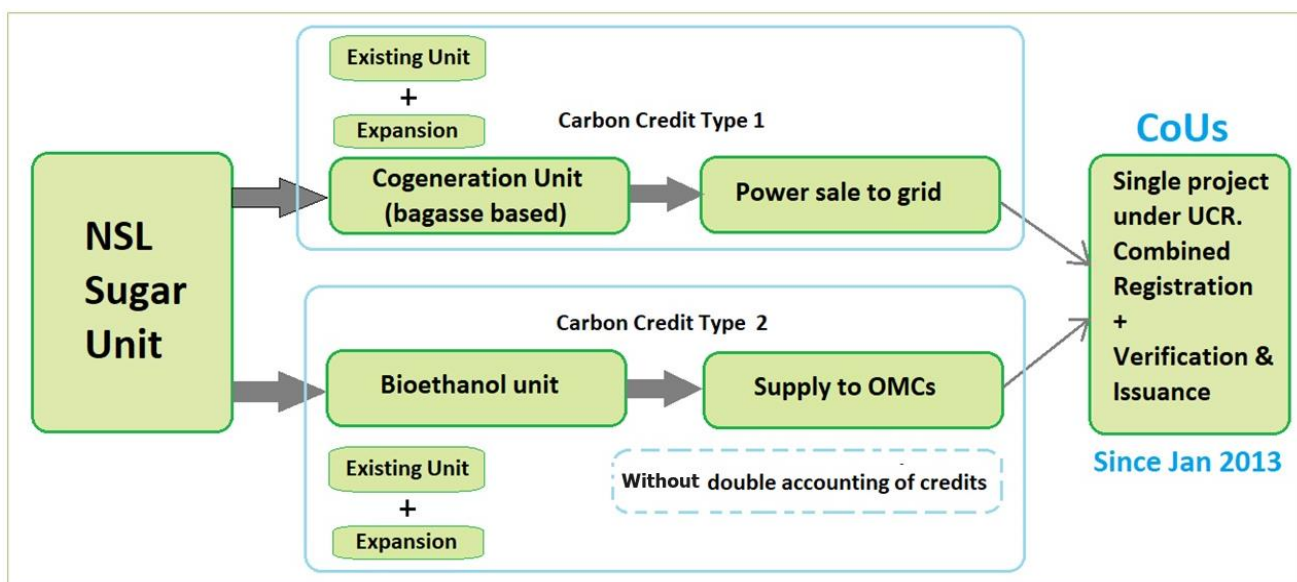 Existing Unit
+
Expansion
Carbon Credit Type 1
Cogeneration Unit
(bagasse based)
Power sale to grid
NSL
Sugar
Unit
Carbon Credit Type 2
Bioethanol unit
Supply to OMCs
Existing Unit
+
Expansion
Without double accounting of credits
CoUs
Single project
under UCR.
Combined
Registration
+
Verification &
Issuance
Since Jan 2013